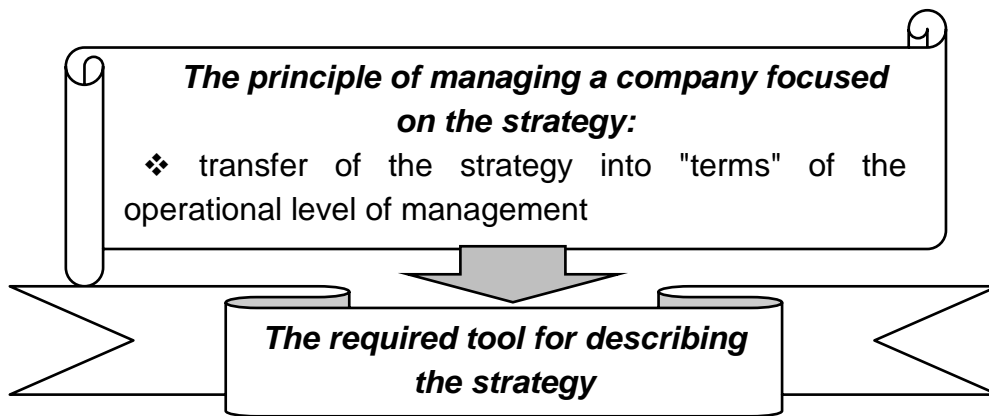 The principle of managing a company focused
on the strategy:
❖ transfer of the strategy into "terms" of the
operational level of management
The required tool for describing
the strategy